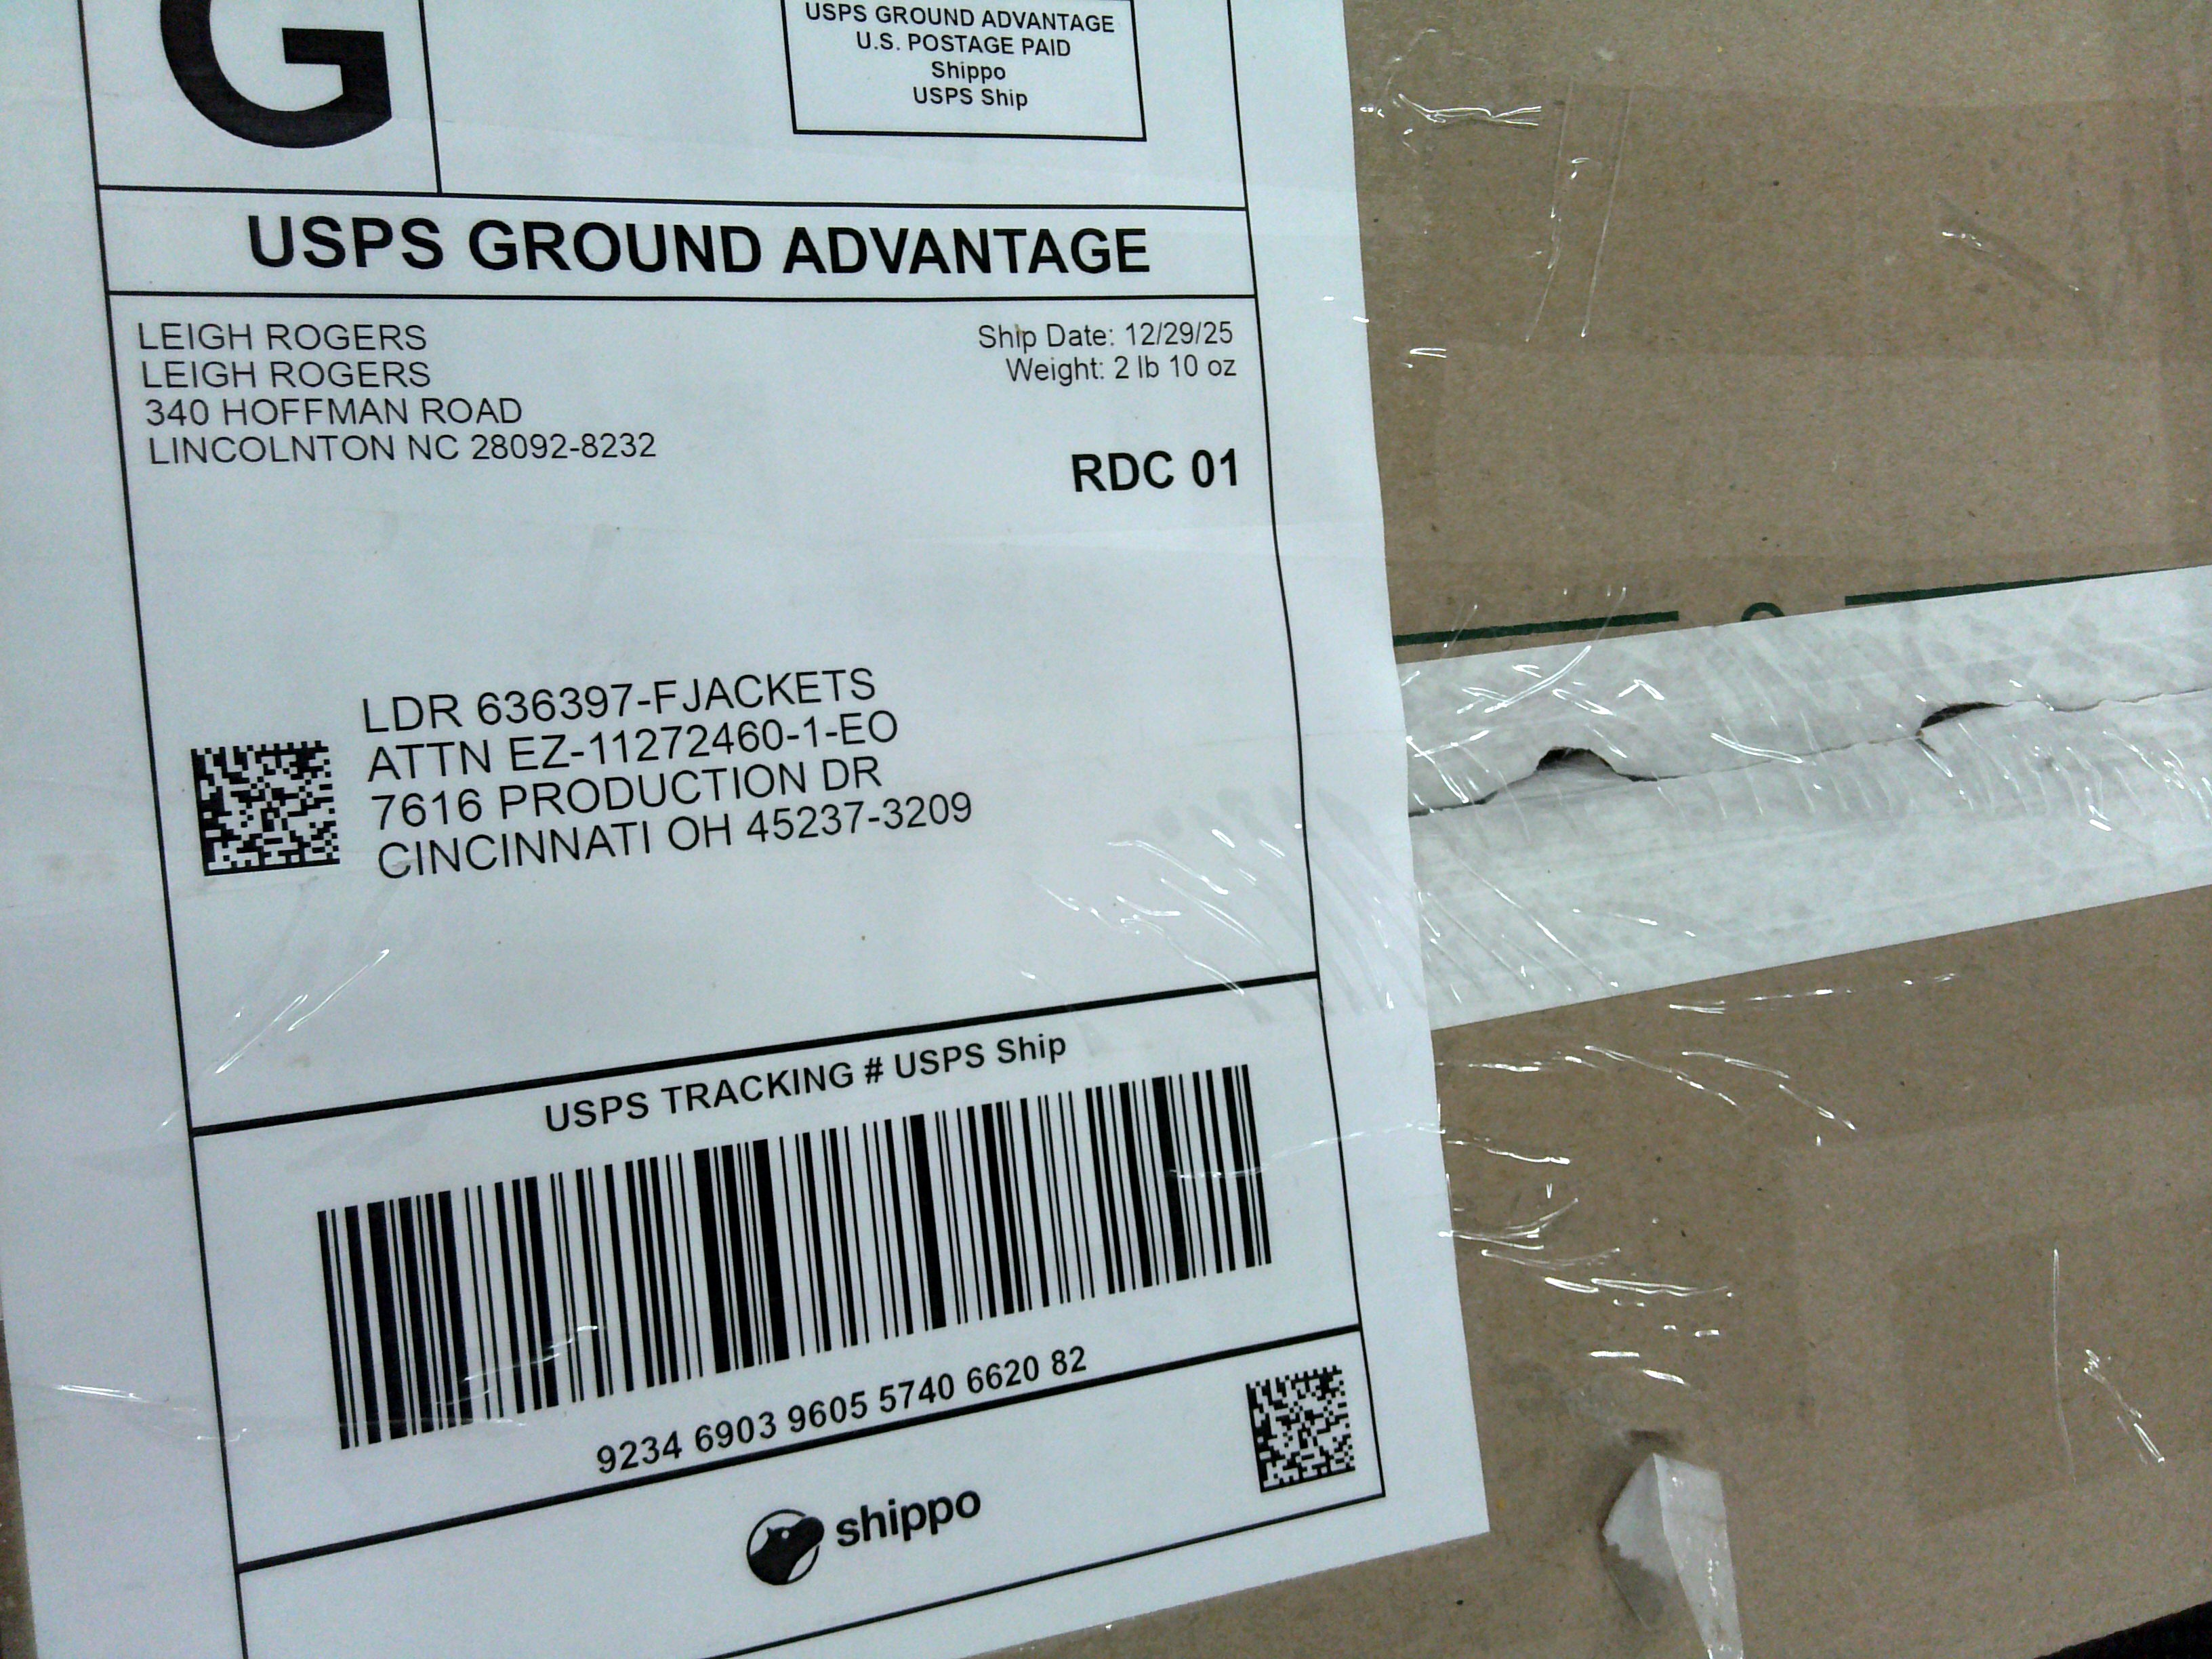 G
USPS GROUND ADVANTAGE
U.S. POSTAGE PAID
Shippo
USPS Ship
USPS GROUND ADVANTAGE
LEIGH ROGERS
LEIGH ROGERS
340 HOFFMAN ROAD
LINCOLNTON NC 28092-8232
Ship Date: 12/29/25
Weight: 2 lb 10 oz
RDC 01
LDR 636397-FJACKETS
ATTN EZ-11272460-1-EO
7616 PRODUCTION DR
CINCINNATI OH 45237-3209
USPS TRACKING # USPS Ship
9234 6903 9605 5740 6620 82
shippo